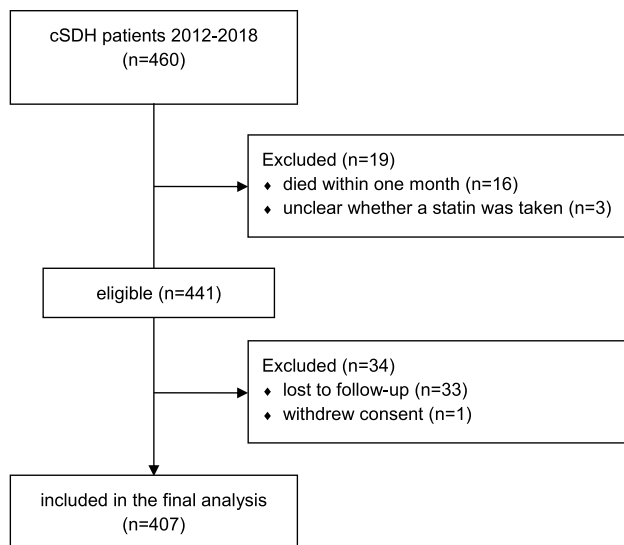 cSDH patients 2012-2018
(n=460)
Excluded (n=19)
♦ died within one month (n=16)
♦ unclear whether a statin was taken (n=3)
eligible (n=441)
Excluded (n=34)
♦ lost to follow-up (n=33)
♦ withdrew consent (n=1)
included in the final analysis
(n=407)